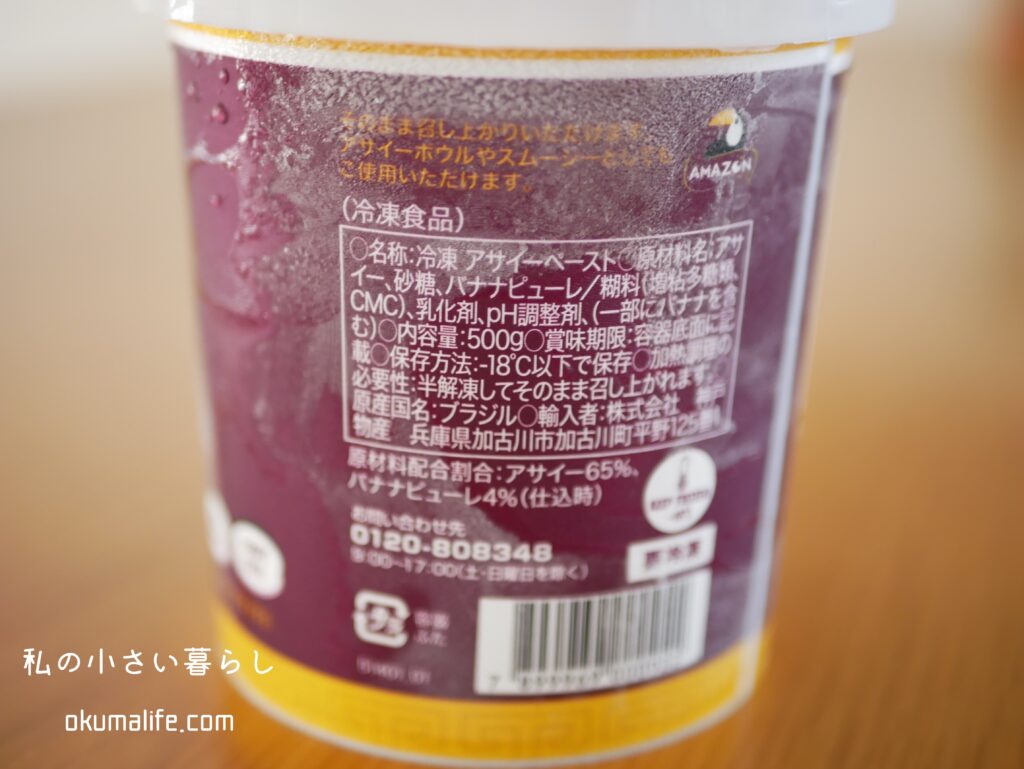 そのまま召し上がりいただけます。
アサイーボウルやスムージーとしても
ご使用いただけます。
AMAZON
(冷凍食品)
○名称:冷凍 アサイーペースト○原材料名:アサ
イー、砂糖、バナナピューレ/糊料(増粘多糖類、
CMC)、乳化剤、pH調整剤、(一部にバナナを含
む)○内容量:500g○賞味期限:容器底面に記
載○保存方法:-18℃以下で保存○加熱調理の
必要性:半解凍してそのまま召し上がれます。
原産国名:ブラジル○輸入者:株式会社 神戸
物産 兵庫県加古川市加古川町平野125番1
原材料配合割合:アサイー65%、
バナナピューレ4%(仕込時)
お問い合わせ先
0120-808348
9:00~17:00(土・日曜日を除く)
要冷凍
プラ
容器
ふた
私の小さい暮らし
okumalife.com